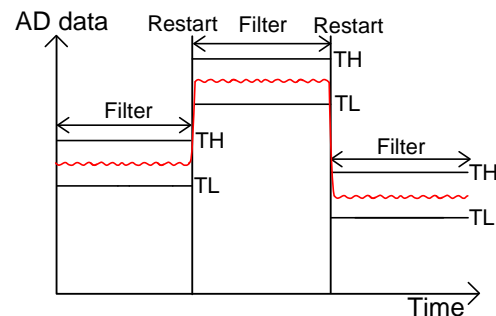 AD data
Restart
Filter
Restart
TH
TL
Filter
TH
TL
Filter
TH
TL
Time